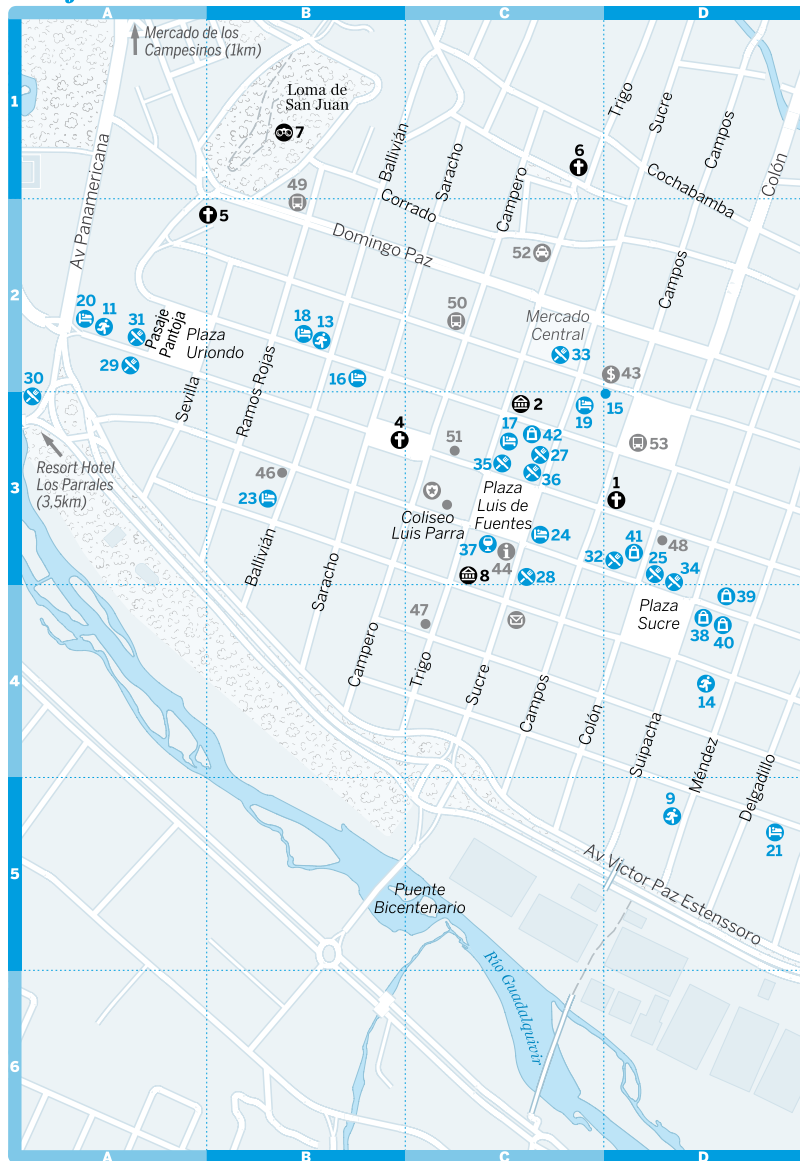 A
B
C
D
Mercado de los
Campesinos (1km)
Loma de
San Juan
1
7
Trigo
Sucre
Campos
Colón
Ballivián
Saracho
Campero
6
Cochabamba
Av Panamericana
49
5
Corrado
Domingo Paz
52
Campos
2
20
11
31
Pasaje
Pantoja
Plaza
Uriondo
18
13
50
Mercado
Central
33
43
29
16
30
Sevilla
Ramos Rojas
2
19
15
4
17
42
51
27
53
35
36
Resort Hotel
Los Parrales
(3,5km)
46
23
3
Plaza
Luis de
Fuentes
1
Coliseo
Luis Parra
24
37
44
41
48
32
25
34
8
28
Ballivián
Saracho
39
Plaza
Sucre
38
40
47
Campero
Trigo
Sucre
Campos
Colón
4
14
Suipacha
Méndez
Delgadillo
9
21
5
Av Víctor Paz Estenssoro
Puente
Bicentenario
Río Guadalquivir
6
A
B
C
D